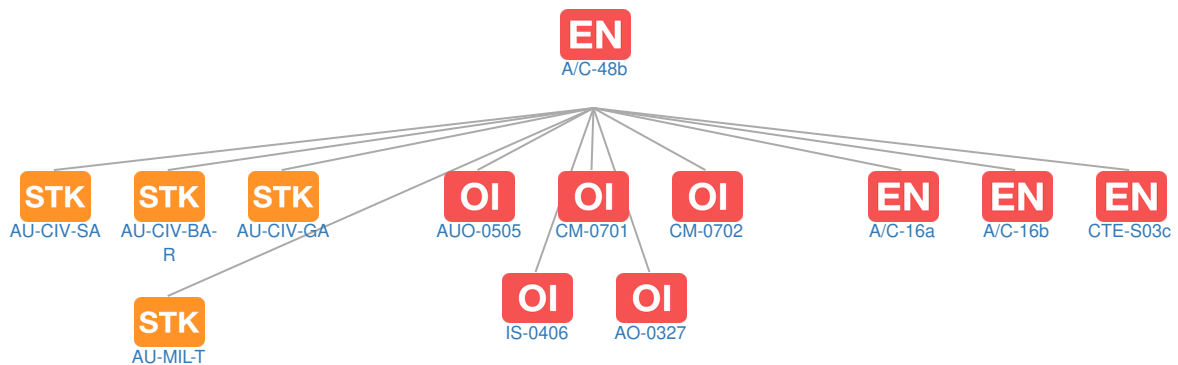 EN
A/C-48b
STK STK STK OI OI OI EN EN EN
AU-CIV-SA AU-CIV-BA- AU-CIV-GA AUO-0505 CM-0701 CM-0702 A/C-16a A/C-16b CTE-S03c
R
OI OI
IS-0406 AO-0327
STK
AU-MIL-T